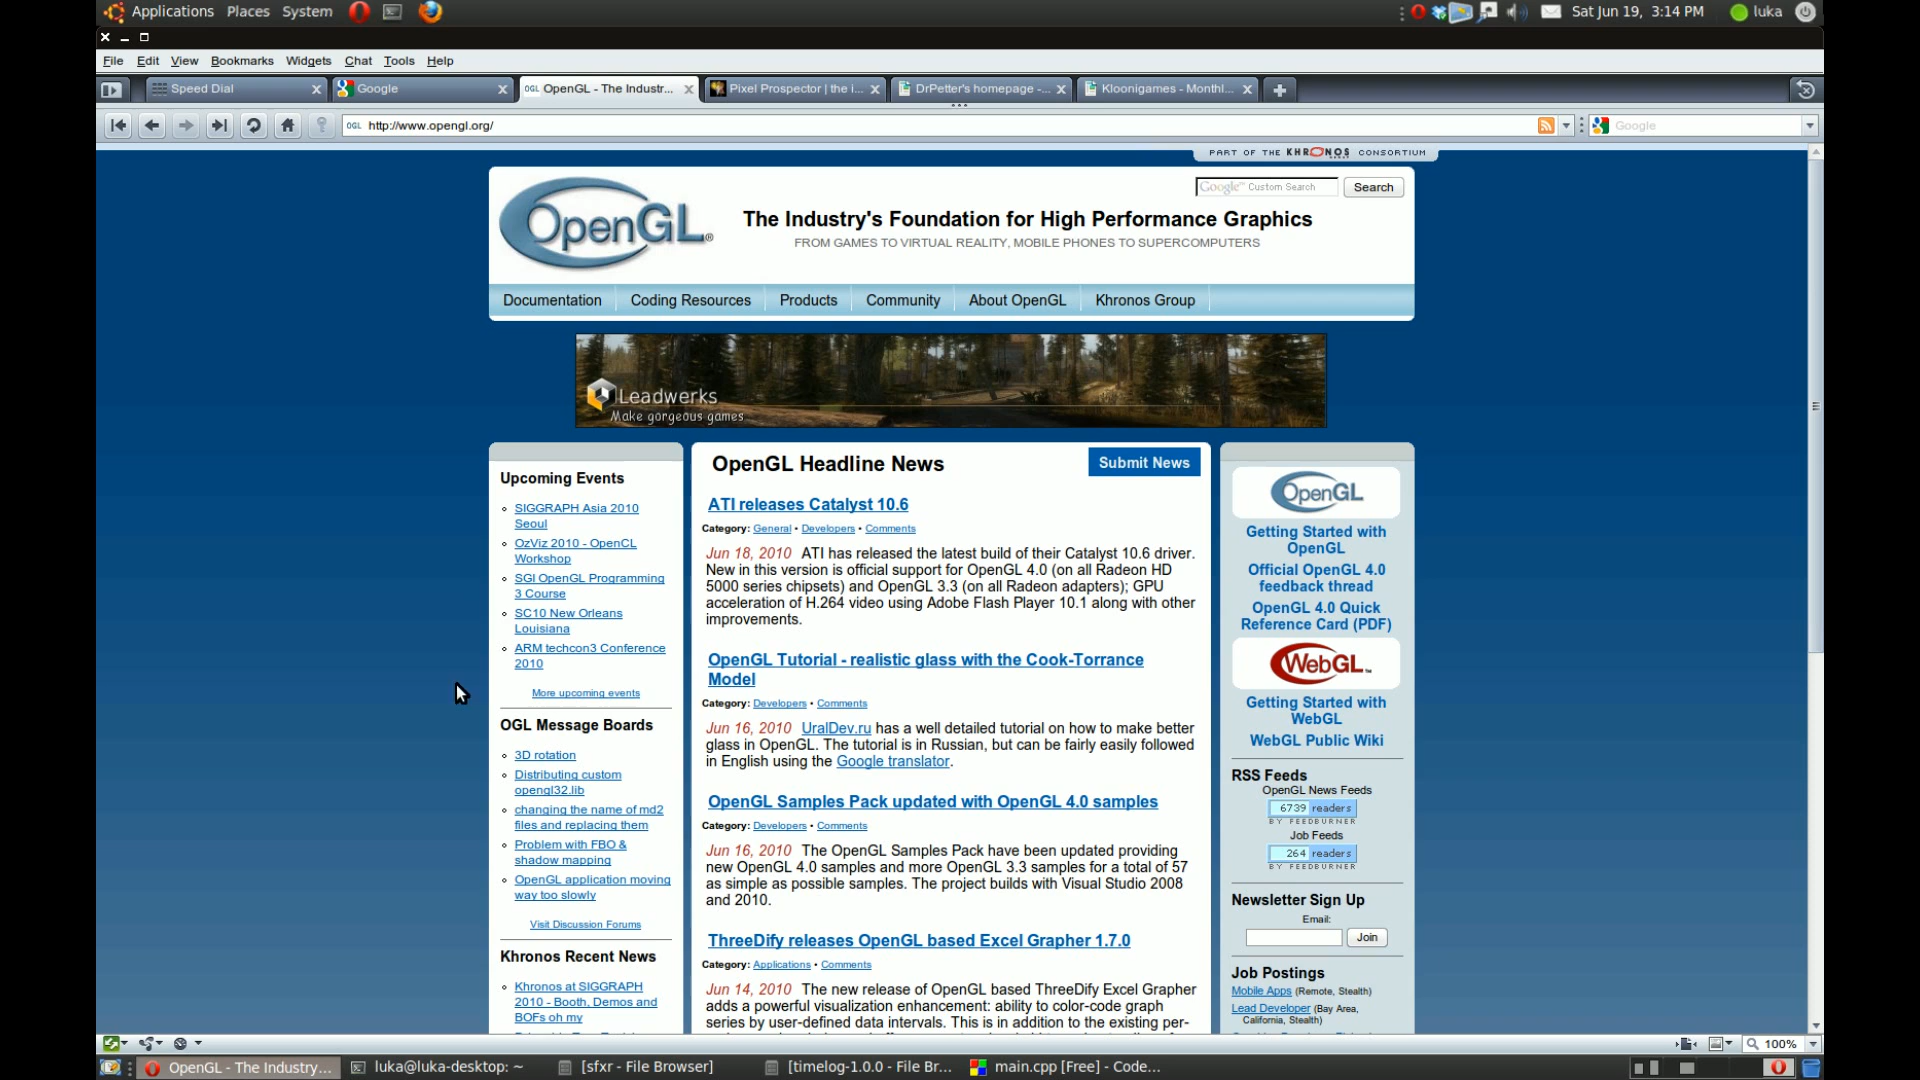 Applications Places System Sat Jun 19, 3:14 PM luka
File Edit View Bookmarks Widgets Chat Tools Help
Speed Dial Google OGL OpenGL - The Industr... Pixel Prospector | the i... DrPetter's homepage -... Kloonigames - Monthl...
OGL http://www.opengl.org/ Google
PART OF THE KHRONOS CONSORTIUM
Google™ Custom Search Search
OpenGL®
The Industry's Foundation for High Performance Graphics
FROM GAMES TO VIRTUAL REALITY, MOBILE PHONES TO SUPERCOMPUTERS
Documentation Coding Resources Products Community About OpenGL Khronos Group
Leadwerks
Make gorgeous games
Upcoming Events
SIGGRAPH Asia 2010
Seoul
OzViz 2010 - OpenCL
Workshop
SGI OpenGL Programming
3 Course
SC10 New Orleans
Louisiana
ARM techcon3 Conference
2010
More upcoming events
OGL Message Boards
3D rotation
Distributing custom
opengl32.lib
changing the name of md2
files and replacing them
Problem with FBO &
shadow mapping
OpenGL application moving
way too slowly
Visit Discussion Forums
Khronos Recent News
Khronos at SIGGRAPH
2010 - Booth, Demos and
BOFs oh my
OpenGL Headline News
Submit News
ATI releases Catalyst 10.6
Category: General • Developers • Comments
Jun 18, 2010 ATI has released the latest build of their Catalyst 10.6 driver.
New in this version is official support for OpenGL 4.0 (on all Radeon HD
5000 series chipsets) and OpenGL 3.3 (on all Radeon adapters); GPU
acceleration of H.264 video using Adobe Flash Player 10.1 along with other
improvements.
OpenGL Tutorial - realistic glass with the Cook-Torrance
Model
Category: Developers • Comments
Jun 16, 2010 UralDev.ru has a well detailed tutorial on how to make better
glass in OpenGL. The tutorial is in Russian, but can be fairly easily followed
in English using the Google translator.
OpenGL Samples Pack updated with OpenGL 4.0 samples
Category: Developers • Comments
Jun 16, 2010 The OpenGL Samples Pack have been updated providing
new OpenGL 4.0 samples and more OpenGL 3.3 samples for a total of 57
as simple as possible samples. The project builds with Visual Studio 2008
and 2010.
ThreeDify releases OpenGL based Excel Grapher 1.7.0
Category: Applications • Comments
Jun 14, 2010 The new release of OpenGL based ThreeDify Excel Grapher
adds a powerful visualization enhancement: ability to color-code graph
series by user-defined data intervals. This is in addition to the existing per-
OpenGL
Getting Started with
OpenGL
Official OpenGL 4.0
feedback thread
OpenGL 4.0 Quick
Reference Card (PDF)
WebGL™
Getting Started with
WebGL
WebGL Public Wiki
RSS Feeds
OpenGL News Feeds
6739 readers
BY FEEDBURNER
Job Feeds
264 readers
BY FEEDBURNER
Newsletter Sign Up
Email:
Join
Job Postings
Mobile Apps (Remote, Stealth)
Lead Developer (Bay Area,
California, Stealth)
100%
OpenGL - The Industry... luka@luka-desktop: ~ [sfxr - File Browser] [timelog-1.0.0 - File Br... main.cpp [Free] - Code...